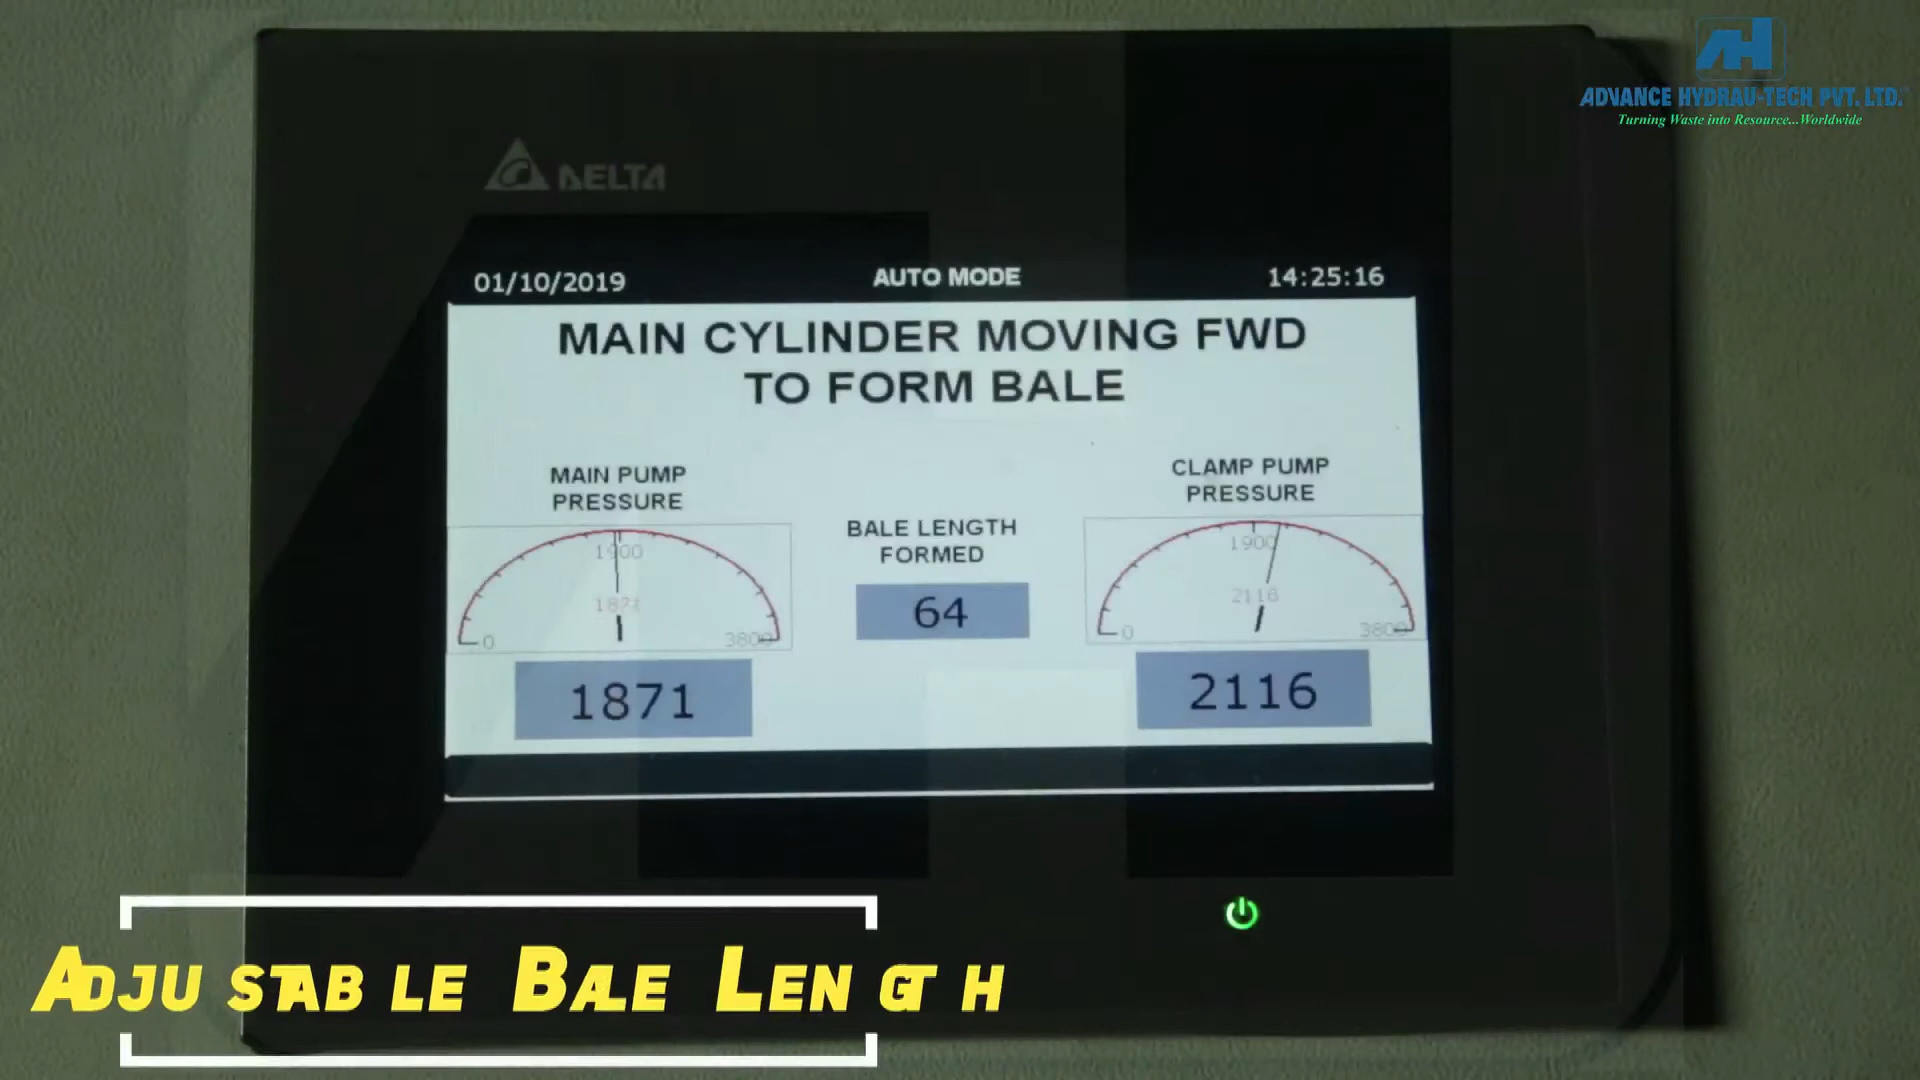 AH
ADVANCE HYDRAU-TECH PVT. LTD.
Turning Waste into Resource...Worldwide
DELTA
01/10/2019 AUTO MODE 14:25:16
MAIN CYLINDER MOVING FWD
TO FORM BALE
MAIN PUMP
PRESSURE
CLAMP PUMP
PRESSURE
BALE LENGTH
FORMED
1900
1871
0 3800
1871
64
1900
2116
0 3800
2116
ADJUSTABLE BALE LENGTH